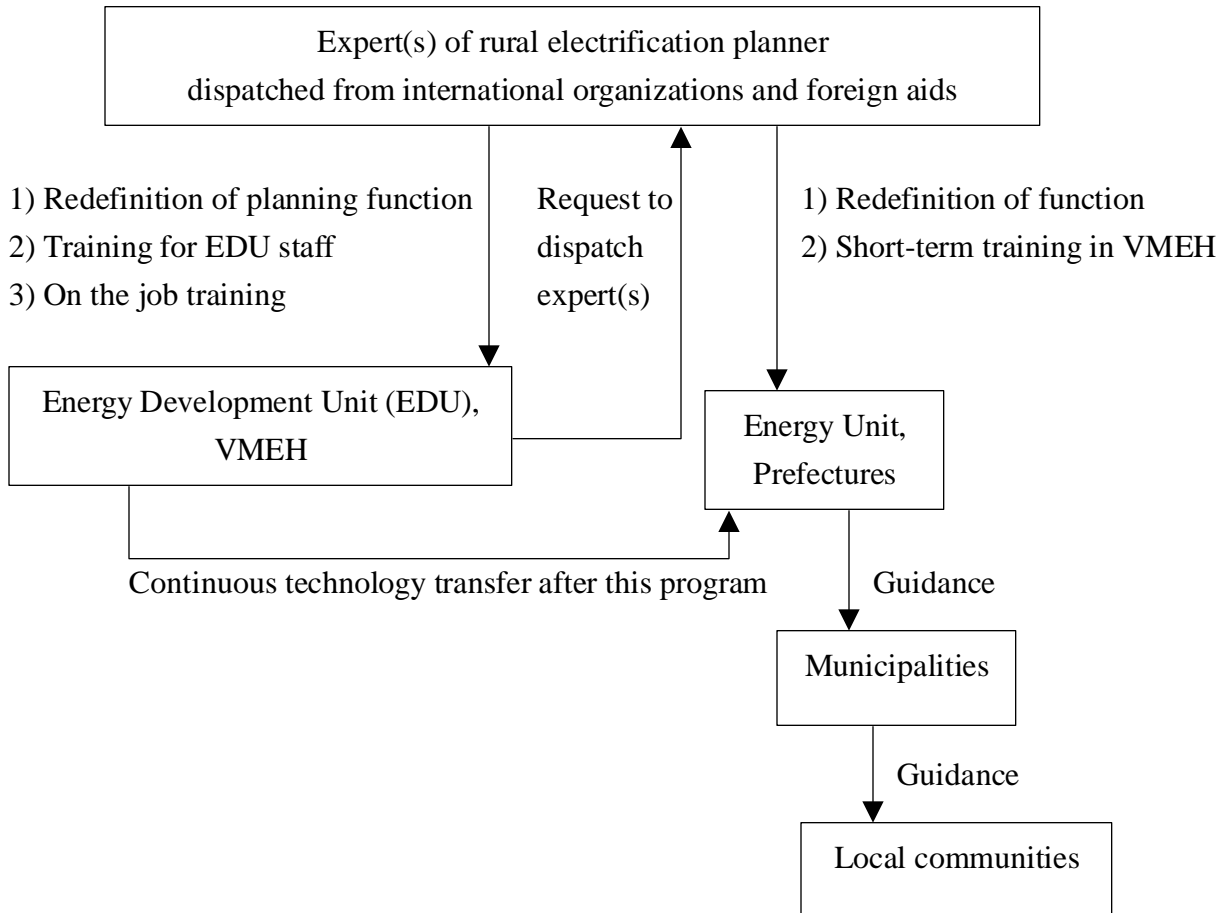 Expert(s) of rural electrification planner
dispatched from international organizations and foreign aids
1) Redefinition of planning function
2) Training for EDU staff
3) On the job training
Request to
dispatch
expert(s)
1) Redefinition of function
2) Short-term training in VMEH
Energy Development Unit (EDU),
VMEH
Energy Unit,
Prefectures
Continuous technology transfer after this program
Guidance
Municipalities
Guidance
Local communities